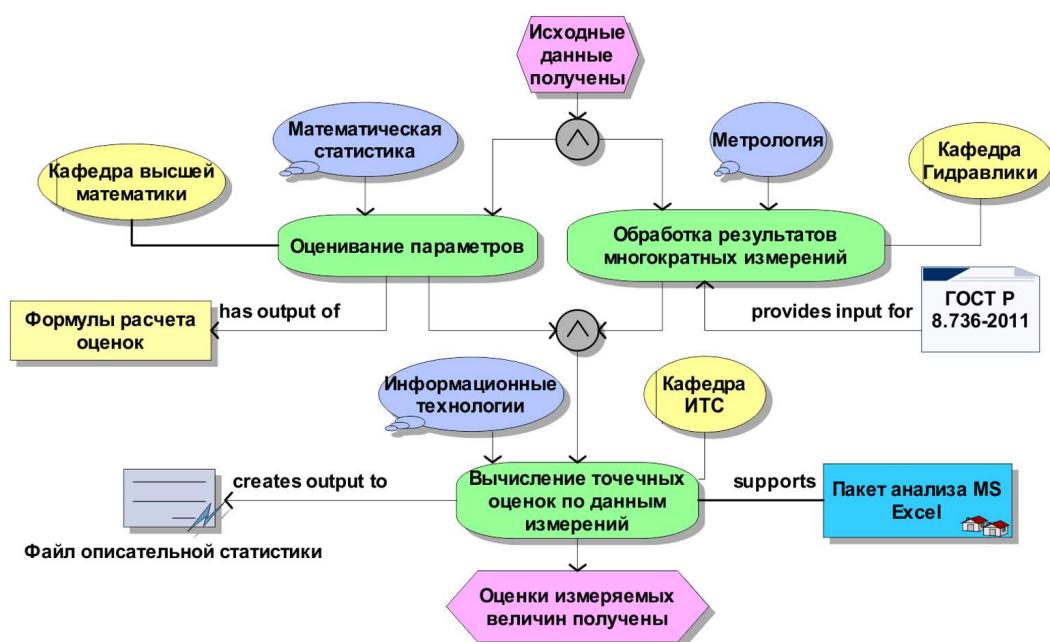 Исходные
данные
получены
Математическая
статистика
Метрология
Кафедра
Гидравлики
Кафедра высшей
математики
Оценивание параметров
Обработка результатов
многократных измерений
Формулы расчета
оценок
has output of
provides input for
ГОСТ Р
8.736-2011
Информационные
технологии
Кафедра
ИТС
creates output to
Вычисление точечных
оценок по данным
измерений
supports
Пакет анализа MS
Excel
Файл описательной статистики
Оценки измеряемых
величин получены